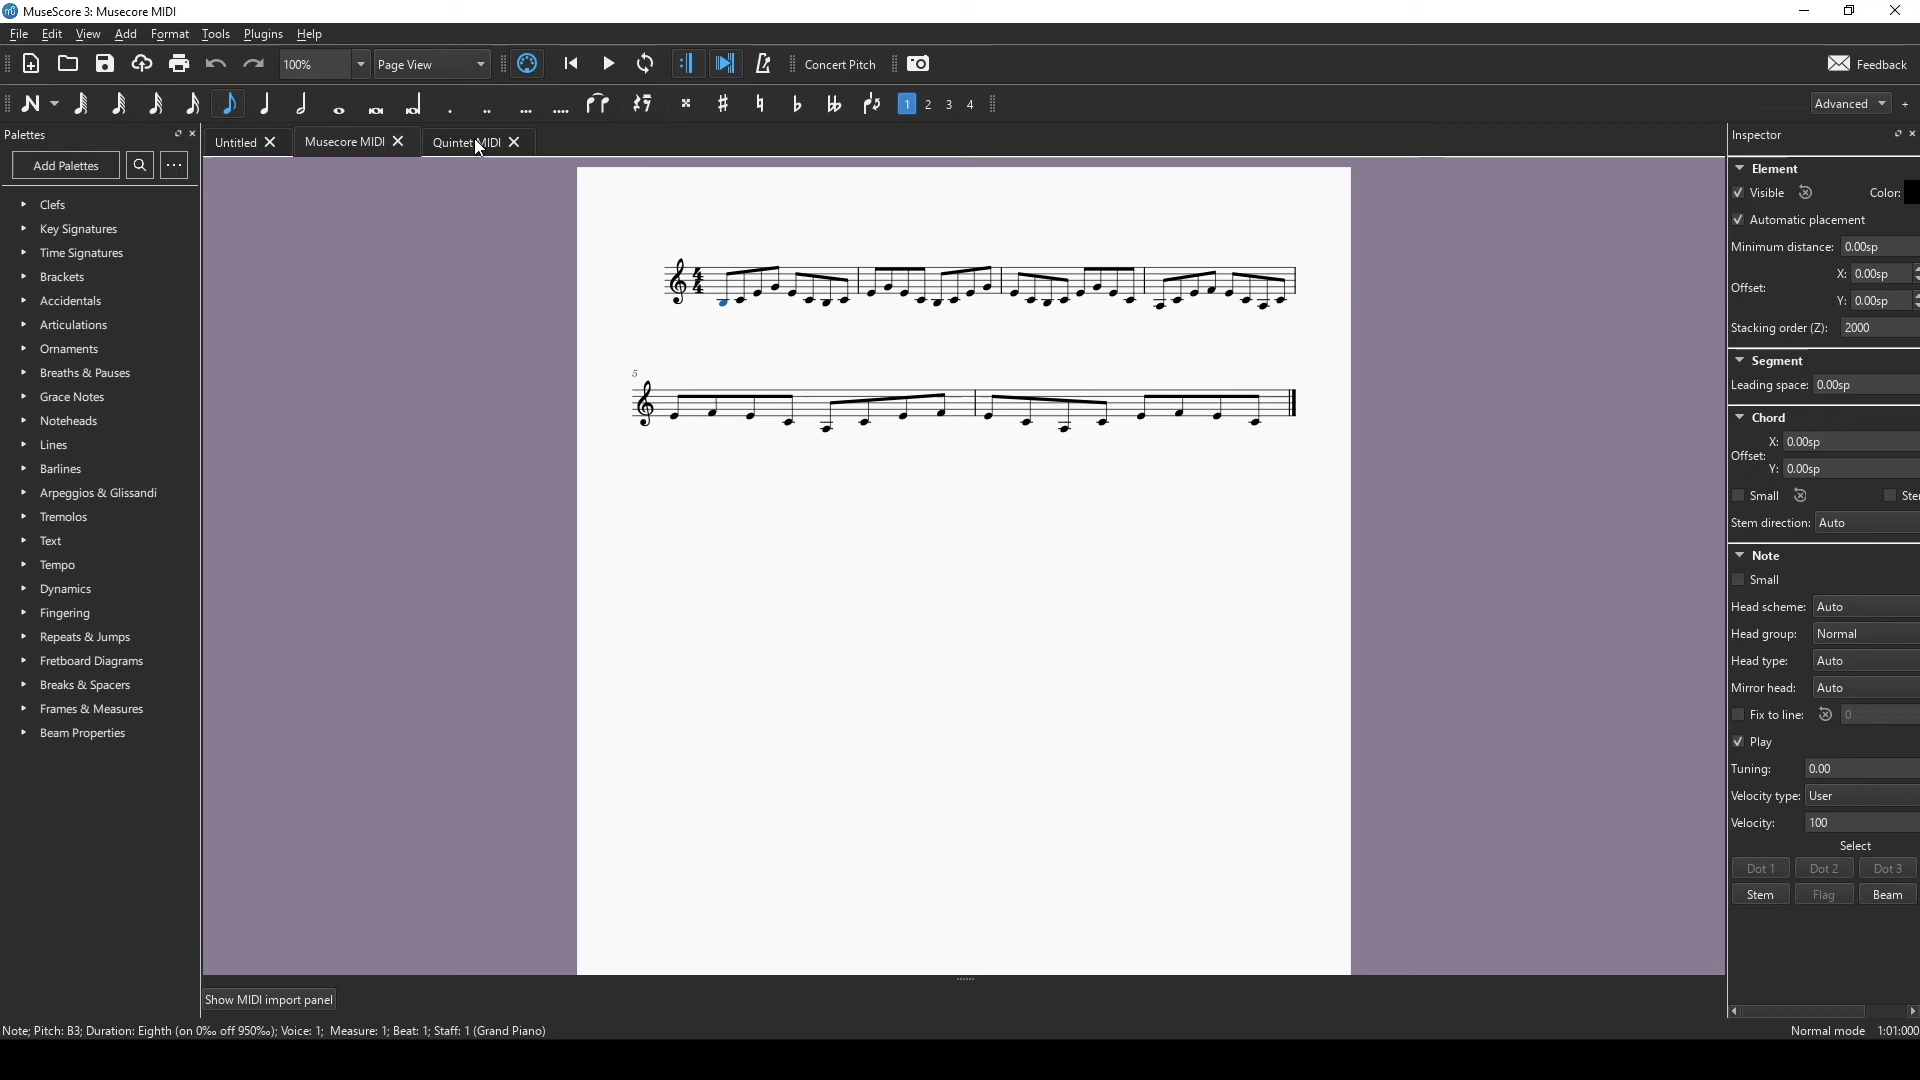 MuseScore 3: Musecore MIDI
File Edit View Add Format Tools Plugins Help
100% Page View Concert Pitch Feedback
1 2 3 4 Advanced +
Palettes
Untitled Musecore MIDI Quintet MIDI
Inspector
Add Palettes
Clefs
Key Signatures
Time Signatures
Brackets
Accidentals
Articulations
Ornaments
Breaths & Pauses
Grace Notes
Noteheads
Lines
Barlines
Arpeggios & Glissandi
Tremolos
Text
Tempo
Dynamics
Fingering
Repeats & Jumps
Fretboard Diagrams
Breaks & Spacers
Frames & Measures
Beam Properties
4
4
5
Element
Visible Color:
Automatic placement
Minimum distance: 0.00sp
X: 0.00sp
Offset:
Y: 0.00sp
Stacking order (Z): 2000
Segment
Leading space: 0.00sp
Chord
X: 0.00sp
Offset:
Y: 0.00sp
Small Ste
Stem direction: Auto
Note
Small
Head scheme: Auto
Head group: Normal
Head type: Auto
Mirror head: Auto
Fix to line: 0
Play
Tuning: 0.00
Velocity type: User
Velocity: 100
Select
Dot 1 Dot 2 Dot 3
Stem Flag Beam
Show MIDI import panel
Note; Pitch: B3; Duration: Eighth (on 0‰ off 950‰); Voice: 1; Measure: 1; Beat: 1; Staff: 1 (Grand Piano)
Normal mode 1:01:000